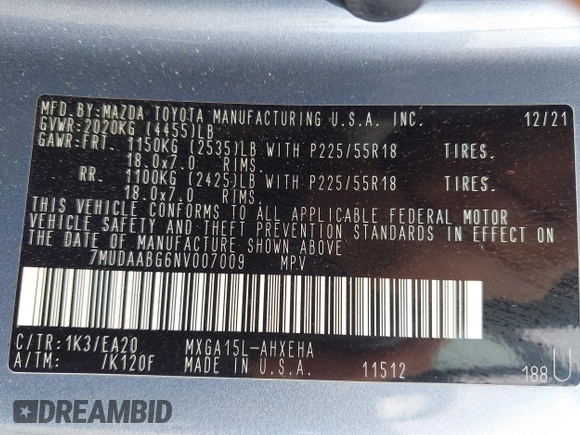 MFD.BY:MAZDA TOYOTA MANUFACTURING U.S.A. INC. 12/21
GVWR:2020KG (4455)LB
GAWR:FRT. 1150KG (2535)LB WITH P225/55R18 TIRES.
18.0x7.0 RIMS.
RR. 1100KG (2425)LB WITH P225/55R18 TIRES.
18.0x7.0 RIMS.
THIS VEHICLE CONFORMS TO ALL APPLICABLE FEDERAL MOTOR
VEHICLE SAFETY AND THEFT PREVENTION STANDARDS IN EFFECT ON
THE DATE OF MANUFACTURE SHOWN ABOVE.
7MUDAABG6NV007009 MPV
C/TR:1K3/EA20 MXGA15L-AHXEHA
A/TM: /K120F MADE IN U.S.A. 11512 188 U
DREAMBID